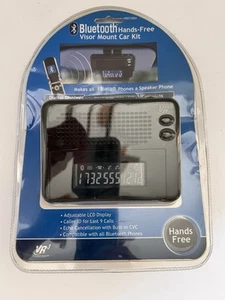 Bluetooth Hands-Free
Visor Mount Car Kit
Makes all Bluetooth Phones a Speaker Phone
• Adjustable LCD Display
• Caller ID for Last 9 Calls
• Echo Cancellation with Built-in CVC
• Compatible with all Bluetooth Phones
Hands
Free
VR3